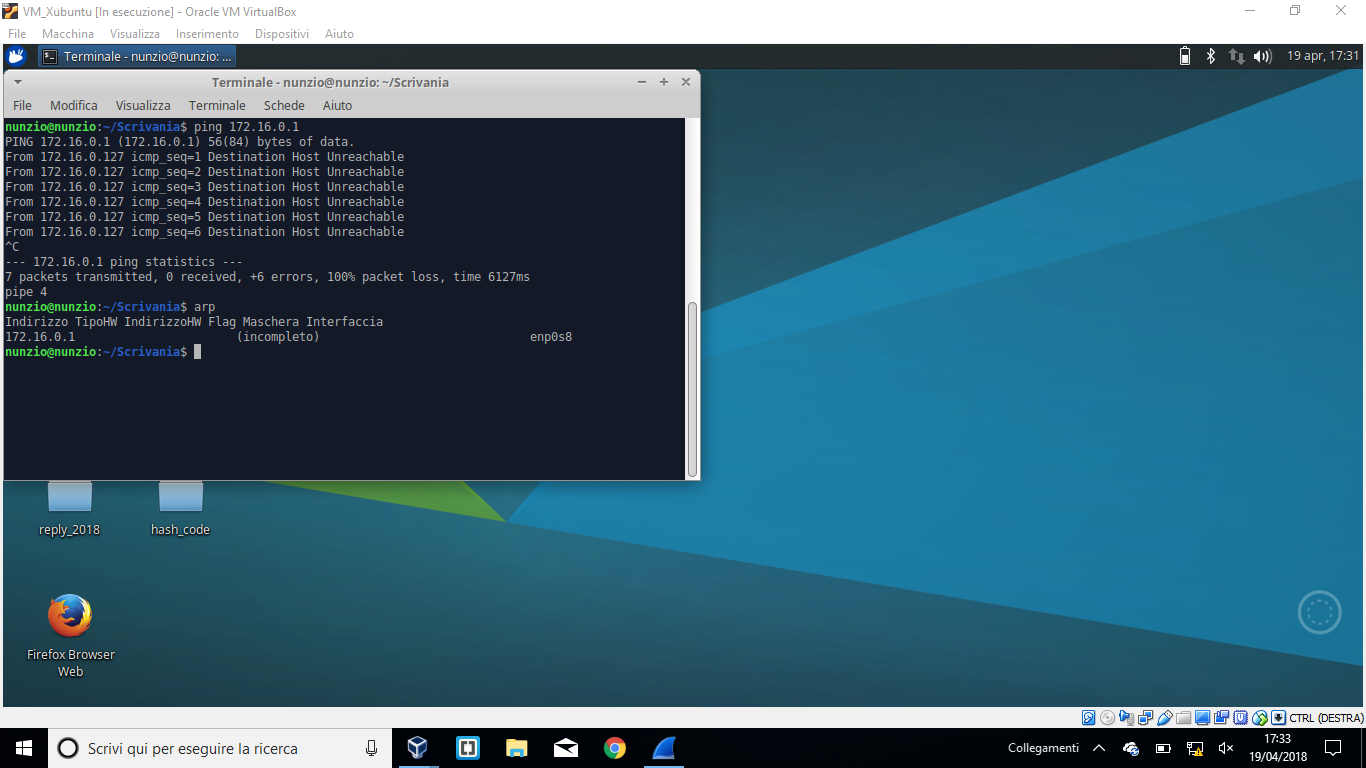 VM_Xubuntu [In esecuzione] - Oracle VM VirtualBox
File Macchina Visualizza Inserimento Dispositivi Aiuto
Terminale - nunzio@nunzio: ...
19 apr, 17:31
Terminale - nunzio@nunzio: ~/Scrivania
File Modifica Visualizza Terminale Schede Aiuto
nunzio@nunzio:~/Scrivania$ ping 172.16.0.1
PING 172.16.0.1 (172.16.0.1) 56(84) bytes of data.
From 172.16.0.127 icmp_seq=1 Destination Host Unreachable
From 172.16.0.127 icmp_seq=2 Destination Host Unreachable
From 172.16.0.127 icmp_seq=3 Destination Host Unreachable
From 172.16.0.127 icmp_seq=4 Destination Host Unreachable
From 172.16.0.127 icmp_seq=5 Destination Host Unreachable
From 172.16.0.127 icmp_seq=6 Destination Host Unreachable
^C
--- 172.16.0.1 ping statistics ---
7 packets transmitted, 0 received, +6 errors, 100% packet loss, time 6127ms
pipe 4
nunzio@nunzio:~/Scrivania$ arp
Indirizzo TipoHW IndirizzoHW Flag Maschera Interfaccia
172.16.0.1 (incompleto) enp0s8
nunzio@nunzio:~/Scrivania$
reply_2018
hash_code
Firefox Browser
Web
CTRL (DESTRA)
Scrivi qui per eseguire la ricerca
Collegamenti
17:33
19/04/2018